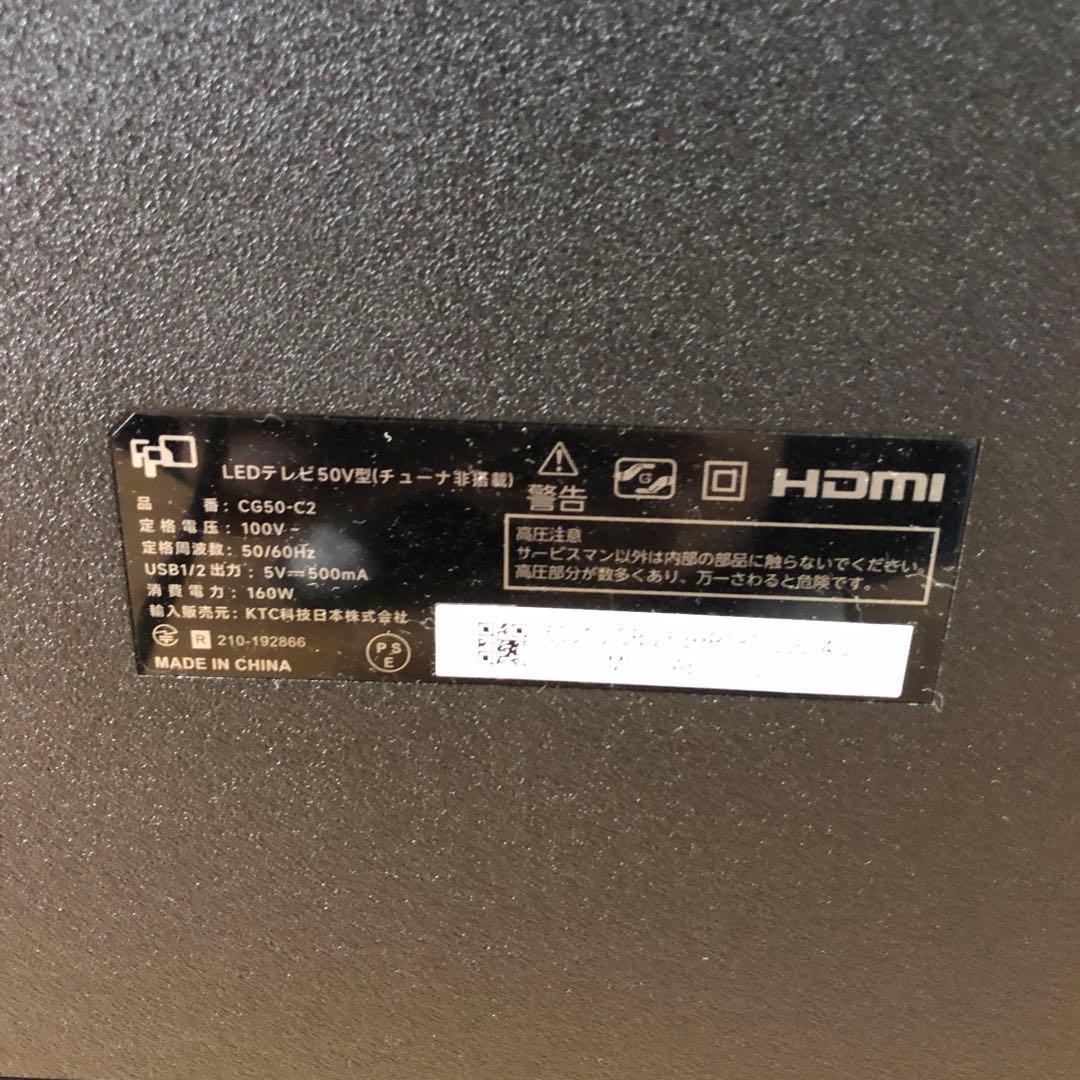 FPD
LEDテレビ50V型(チューナ非搭載)
品番: CG50-C2
定格電圧: 100V~
定格周波数: 50/60Hz
USB1/2出力: 5V⎓500mA
消費電力: 160W
輸入販売元: KTC科技日本株式会社
R 210-192866
PSE
MADE IN CHINA
警告
G
HDMI
高圧注意
サービスマン以外は内部の部品に触らないでください。
高圧部分が数多くあり、万一さわると危険です。